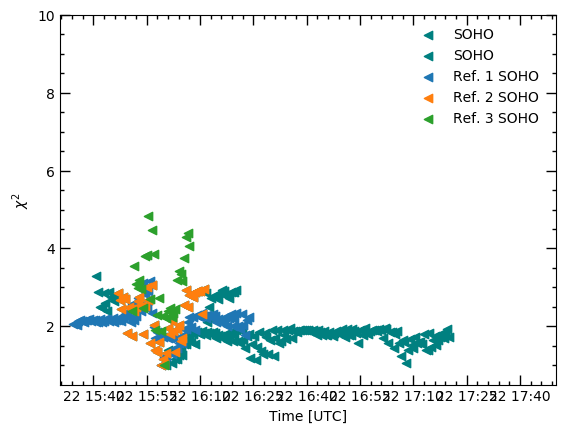 10
8
6
4
2
χ²
SOHO
SOHO
Ref. 1 SOHO
Ref. 2 SOHO
Ref. 3 SOHO
22 15:40 22 15:55 22 16:10 22 16:25 22 16:40 22 16:55 22 17:10 22 17:25 22 17:40
Time [UTC]